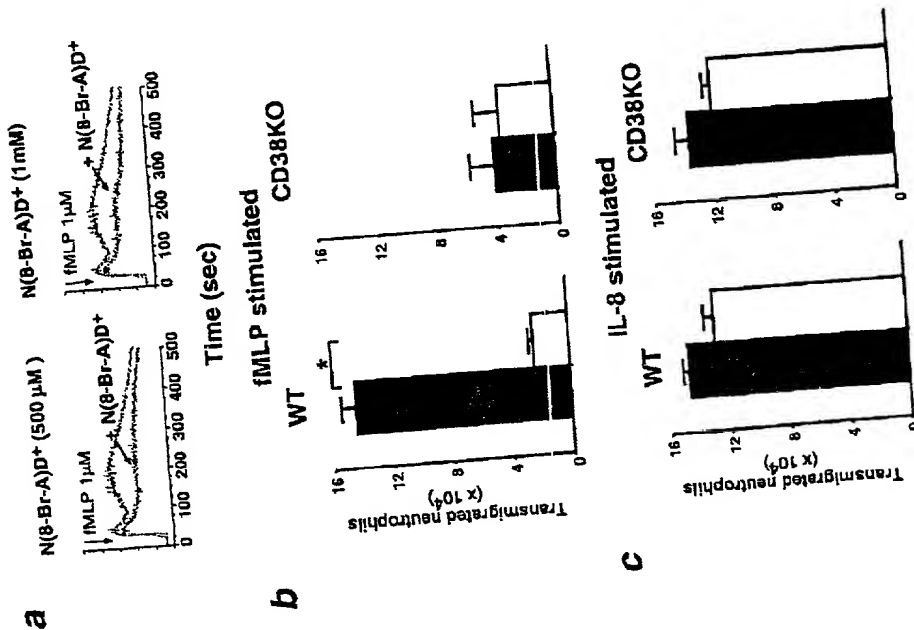 a
N(8-Br-A)D+ (500 µM)
N(8-Br-A)D+ (1mM)
fMLP 1µM
+ N(8-Br-A)D+
0 100 200 300 400 500
fMLP 1µM
+ N(8-Br-A)D+
0 100 200 300 400 500
Time (sec)
b
fMLP stimulated
WT
CD38KO
Transmigrated neutrophils
(x 10⁴)
16
12
8
4
0
*
16
12
8
4
0
c
IL-8 stimulated
WT
CD38KO
Transmigrated neutrophils
(x 10⁴)
16
12
8
4
0
16
12
8
4
0